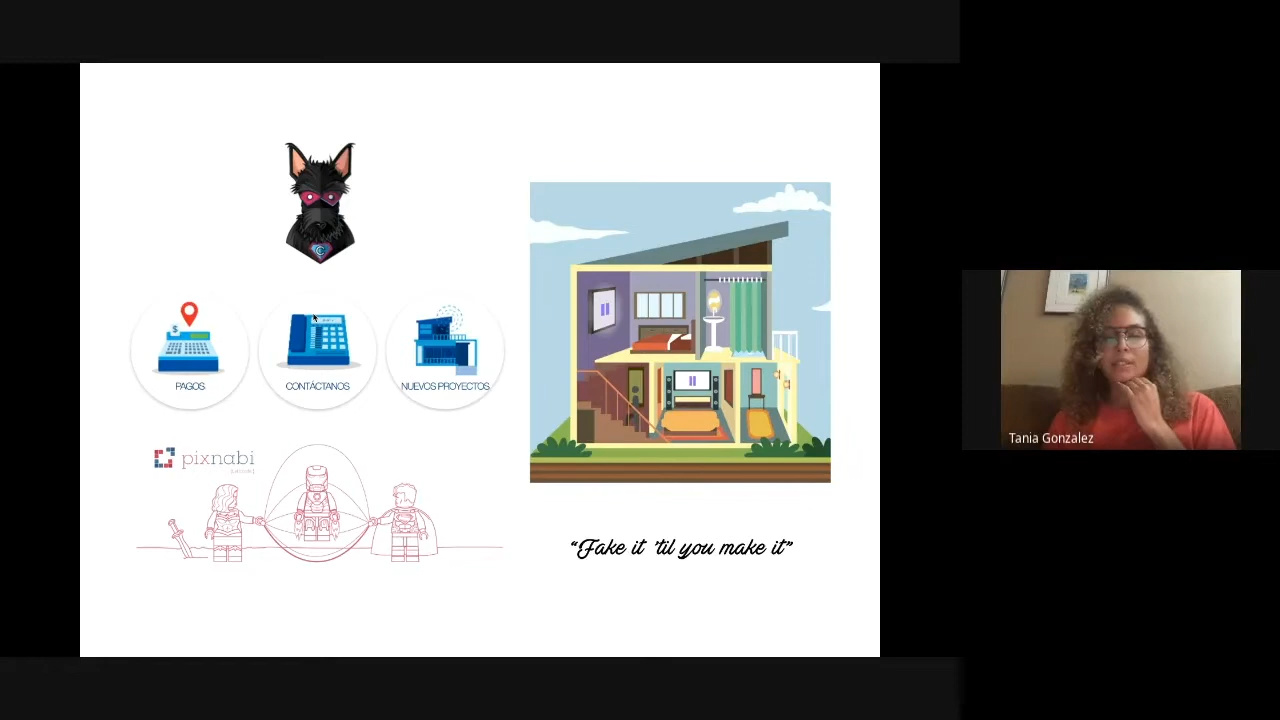 PAGOS
CONTÁCTANOS
NUEVOS PROYECTOS
pixnabi
“Fake it 'til you make it”
Tania Gonzalez